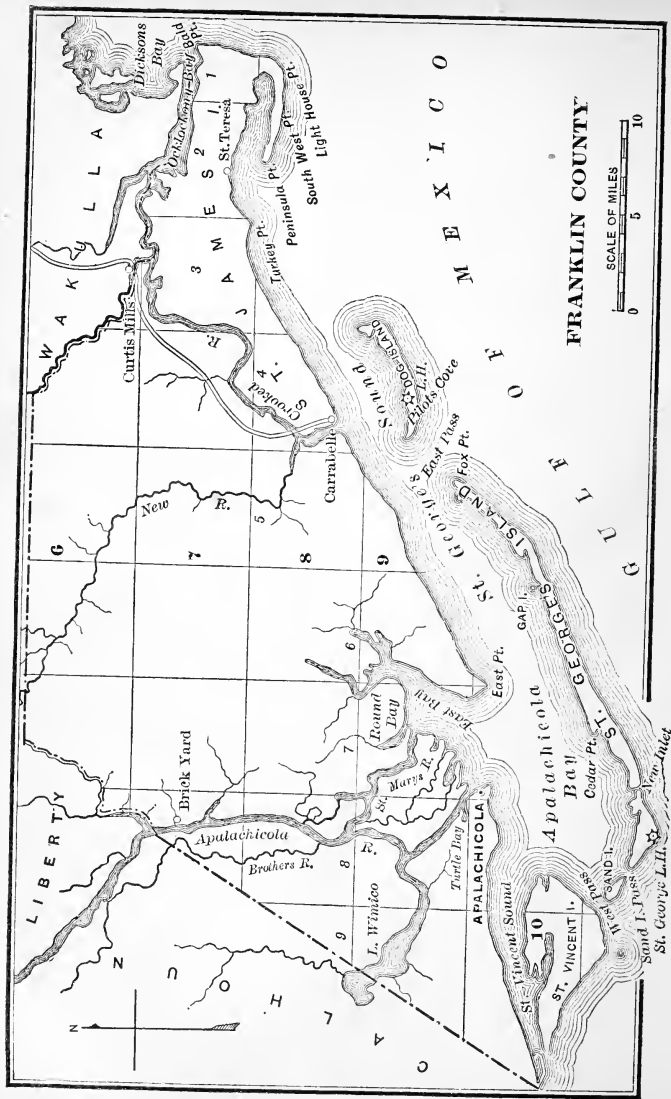 FRANKLIN COUNTY
SCALE OF MILES
0 5 10
LIBERTY
WAKULLA
CALHOUN
N
G
7
8
9
10
9
8
7
6
5
4
3
2
1
Brick Yard
Apalachicola R.
Brothers R.
St. Marys R.
L. Wimico
Turtle Bay
APALACHICOLA
Round Bay
East Bay
East Pt.
New R.
Crooked R.
Carrabelle
Curtis Mills
ST. JAMES I.
St. Teresa
Ocklockony Bay
Dicksons Bay
Bald Pt.
Light House Pt.
South West Pt.
Peninsula Pt.
Turkey Pt.
DOG ISLAND
L.H.
Pilots Cove
East Pass
St. George's Sound
Fox Pt.
ST. GEORGE'S ISLAND
GAP I.
Apalachicola Bay
Cedar Pt.
New Inlet
SAND I.
West Pass
Sand I. Pass
St. George L.H.
St. Vincent Sound
ST. VINCENT I.
GULF OF MEXICO